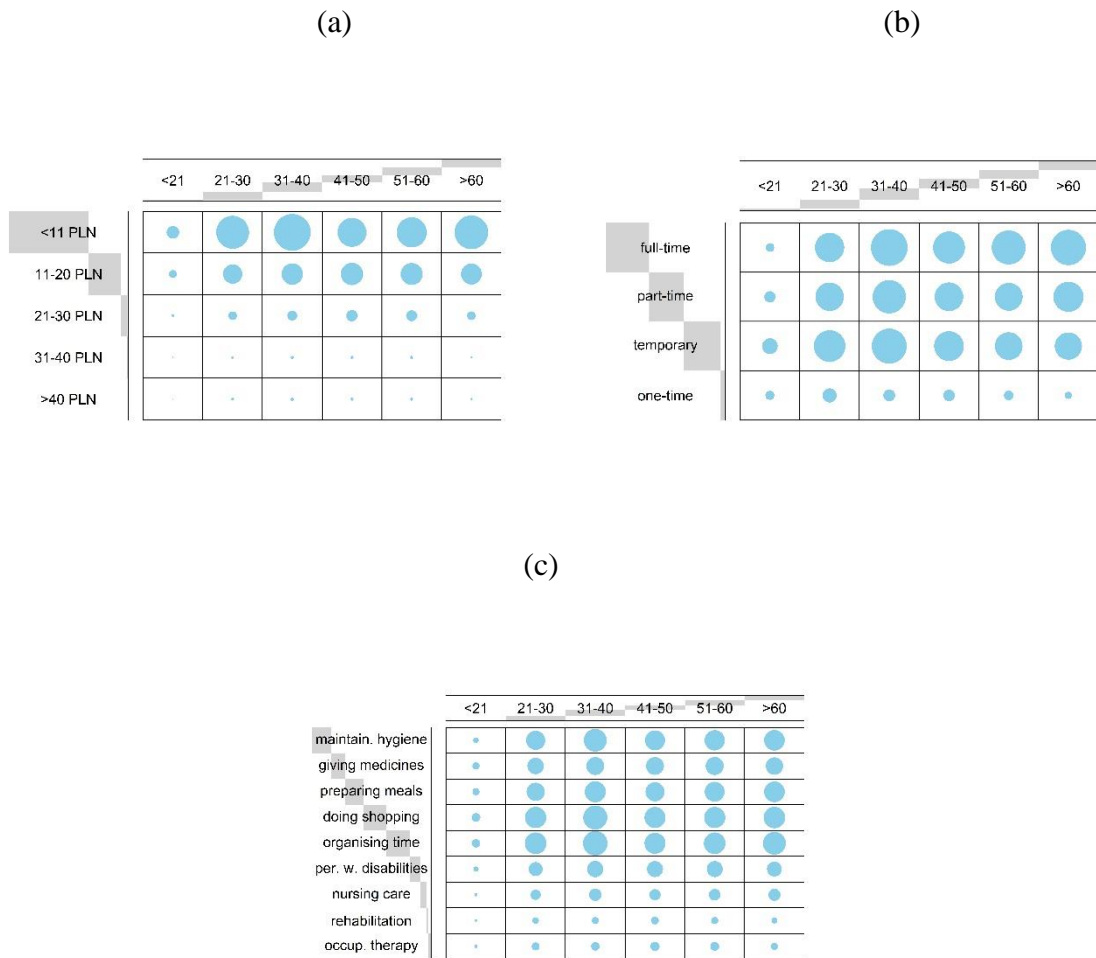 (a)
<21 21-30 31-40 41-50 51-60 >60
<11 PLN
11-20 PLN
21-30 PLN
31-40 PLN
>40 PLN
(b)
<21 21-30 31-40 41-50 51-60 >60
full-time
part-time
temporary
one-time
(c)
<21 21-30 31-40 41-50 51-60 >60
maintain. hygiene
giving medicines
preparing meals
doing shopping
organising time
per. w. disabilities
nursing care
rehabilitation
occup. therapy